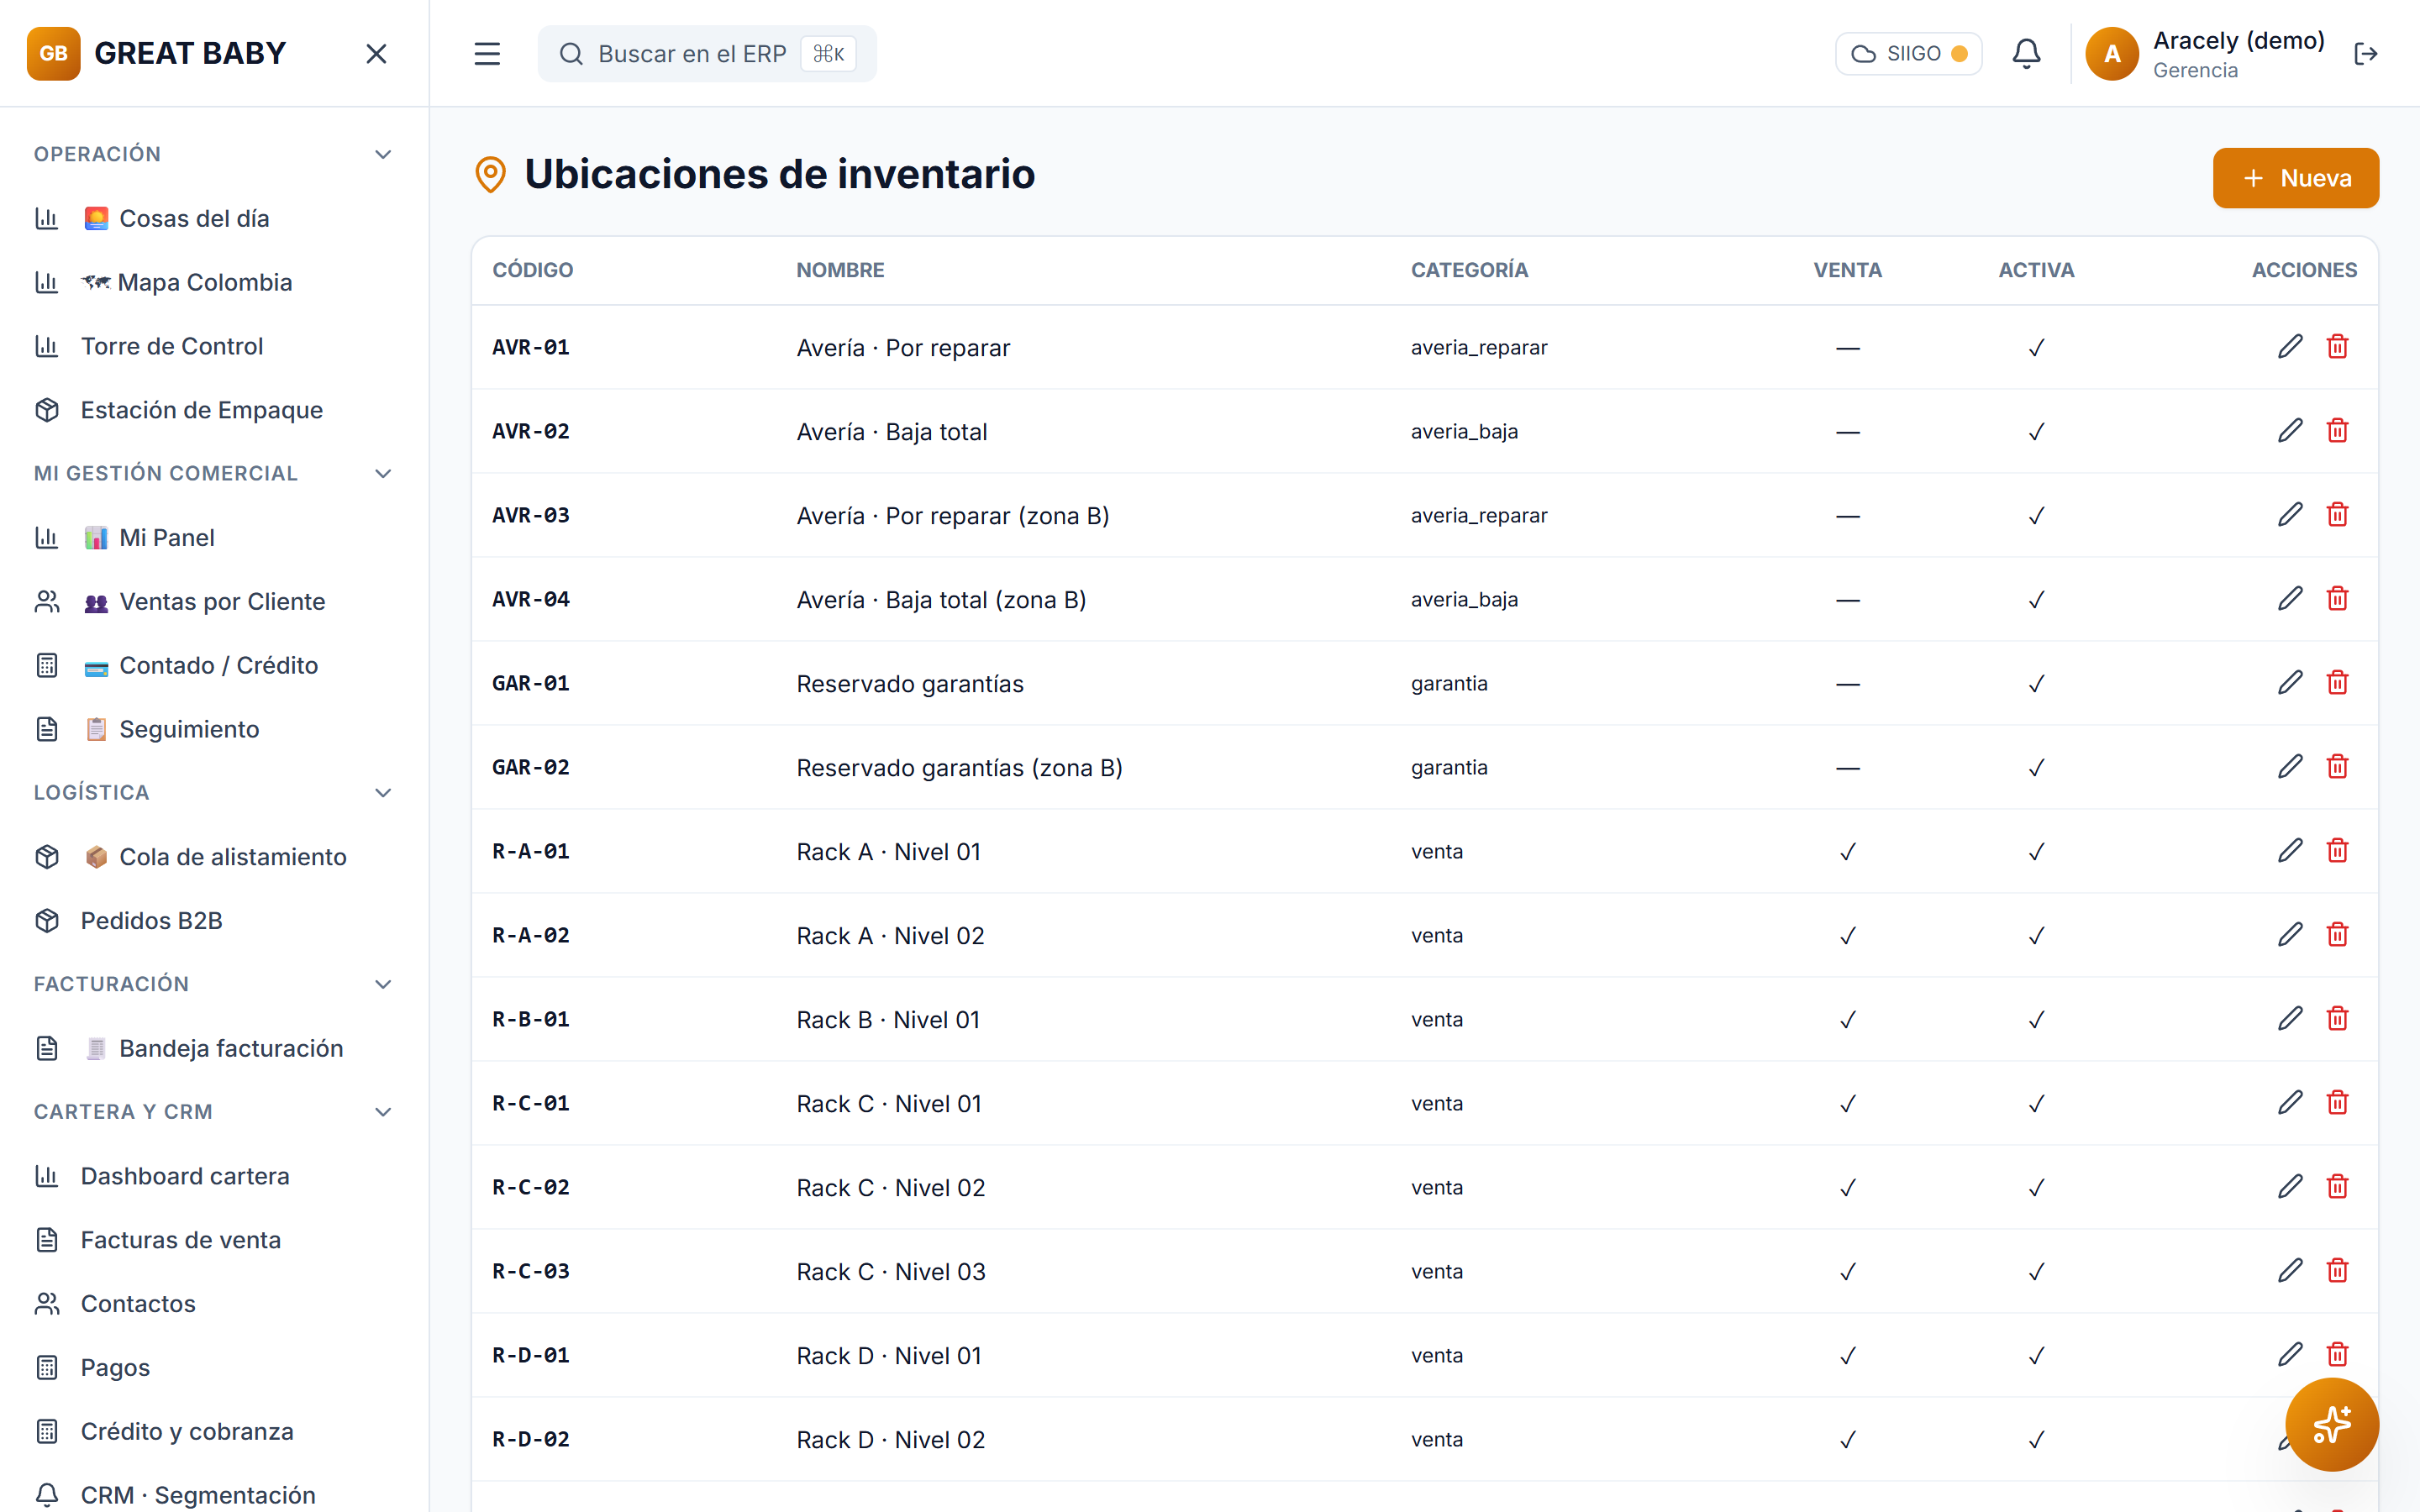 GB GREAT BABY
Buscar en el ERP ⌘K
SIIGO
A
Aracely (demo)
Gerencia
OPERACIÓN
Cosas del día
Mapa Colombia
Torre de Control
Estación de Empaque
MI GESTIÓN COMERCIAL
Mi Panel
Ventas por Cliente
Contado / Crédito
Seguimiento
LOGÍSTICA
Cola de alistamiento
Pedidos B2B
FACTURACIÓN
Bandeja facturación
CARTERA Y CRM
Dashboard cartera
Facturas de venta
Contactos
Pagos
Crédito y cobranza
CRM · Segmentación
Ubicaciones de inventario
+ Nueva
CÓDIGO NOMBRE CATEGORÍA VENTA ACTIVA ACCIONES
AVR-01 Avería · Por reparar averia_reparar — ✓
AVR-02 Avería · Baja total averia_baja — ✓
AVR-03 Avería · Por reparar (zona B) averia_reparar — ✓
AVR-04 Avería · Baja total (zona B) averia_baja — ✓
GAR-01 Reservado garantías garantia — ✓
GAR-02 Reservado garantías (zona B) garantia — ✓
R-A-01 Rack A · Nivel 01 venta ✓ ✓
R-A-02 Rack A · Nivel 02 venta ✓ ✓
R-B-01 Rack B · Nivel 01 venta ✓ ✓
R-C-01 Rack C · Nivel 01 venta ✓ ✓
R-C-02 Rack C · Nivel 02 venta ✓ ✓
R-C-03 Rack C · Nivel 03 venta ✓ ✓
R-D-01 Rack D · Nivel 01 venta ✓ ✓
R-D-02 Rack D · Nivel 02 venta ✓ ✓